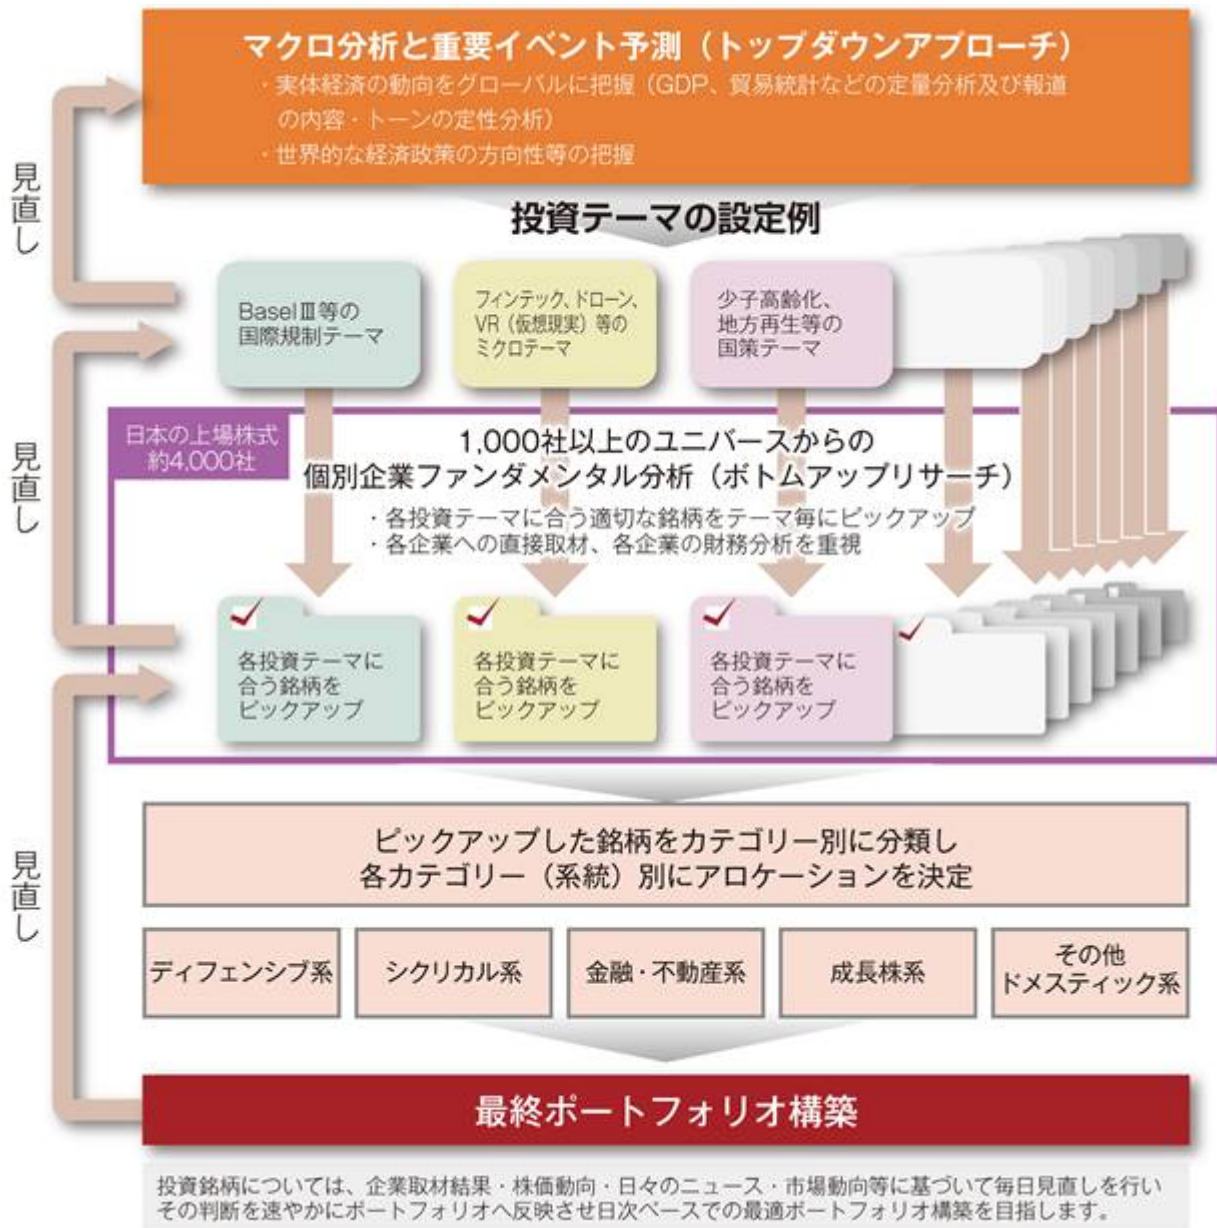 マクロ分析と重要イベント予測（トップダウンアプローチ）
・実体経済の動向をグローバルに把握（GDP、貿易統計などの定量分析及び報道
の内容・トーンの定性分析）
・世界的な経済政策の方向性等の把握
見直し
投資テーマの設定例
BaselⅢ等の
国際規制テーマ
フィンテック、ドローン、
VR（仮想現実）等の
ミクロテーマ
少子高齢化、
地方再生等の
国策テーマ
見直し
日本の上場株式
約4,000社
1,000社以上のユニバースからの
個別企業ファンダメンタル分析（ボトムアップリサーチ）
・各投資テーマに合う適切な銘柄をテーマ毎にピックアップ
・各企業への直接取材、各企業の財務分析を重視
各投資テーマに
合う銘柄を
ピックアップ
各投資テーマに
合う銘柄を
ピックアップ
各投資テーマに
合う銘柄を
ピックアップ
見直し
ピックアップした銘柄をカテゴリー別に分類し
各カテゴリー（系統）別にアロケーションを決定
ディフェンシブ系
シクリカル系
金融・不動産系
成長株系
その他
ドメスティック系
最終ポートフォリオ構築
投資銘柄については、企業取材結果・株価動向・日々のニュース・市場動向等に基づいて毎日見直しを行い
その判断を速やかにポートフォリオへ反映させ日次ベースでの最適ポートフォリオ構築を目指します。